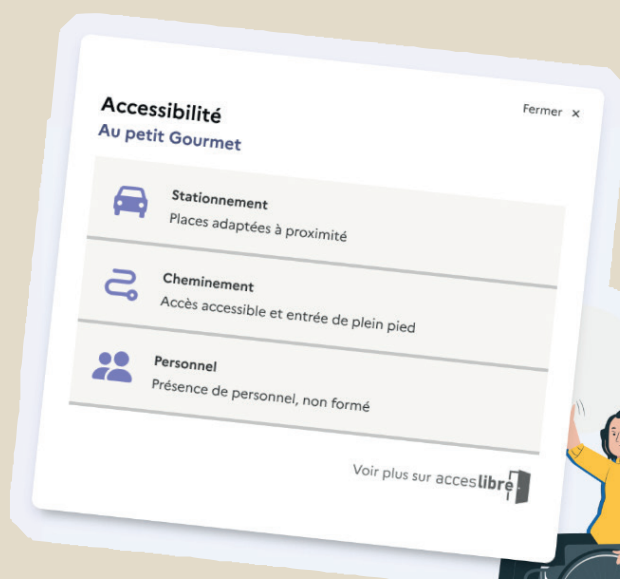 Accessibilité
Fermer ×
Au petit Gourmet
Stationnement
Places adaptées à proximité
Cheminement
Accès accessible et entrée de plein pied
Personnel
Présence de personnel, non formé
Voir plus sur acceslibre